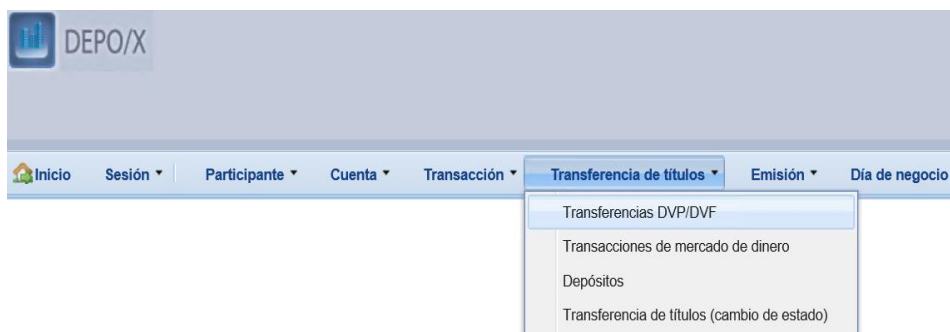 DEPO/X
Inicio Sesión Participante Cuenta Transacción Transferencia de títulos Emisión Día de negocio
Transferencias DVP/DVF
Transacciones de mercado de dinero
Depósitos
Transferencia de títulos (cambio de estado)